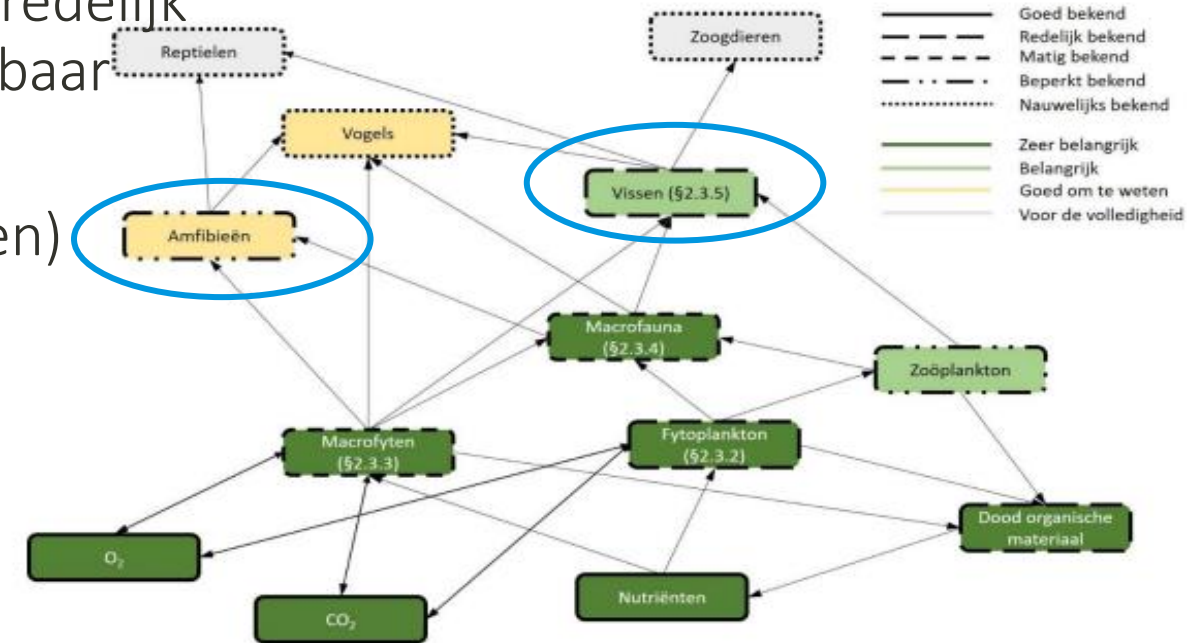 redelijk
baar
en)
Reptielen
Zoogdieren
Vogels
Vissen (§2.3.5)
Amfibieën
Macrofauna
(§2.3.4)
Zoöplankton
Macrofyten
(§2.3.3)
Fytoplankton
(§2.3.2)
Dood organische
materiaal
O₂
CO₂
Nutriënten
Goed bekend
Redelijk bekend
Matig bekend
Beperkt bekend
Nauwelijks bekend
Zeer belangrijk
Belangrijk
Goed om te weten
Voor de volledigheid